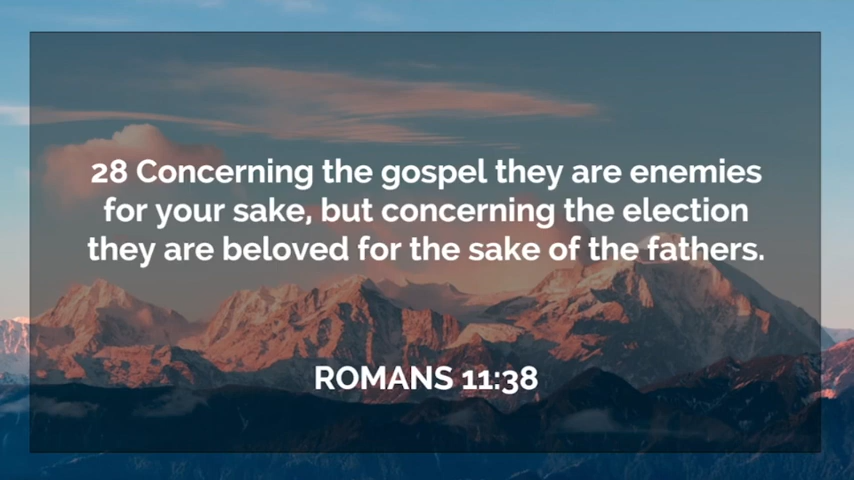 28 Concerning the gospel they are enemies
for your sake, but concerning the election
they are beloved for the sake of the fathers.
ROMANS 11:38